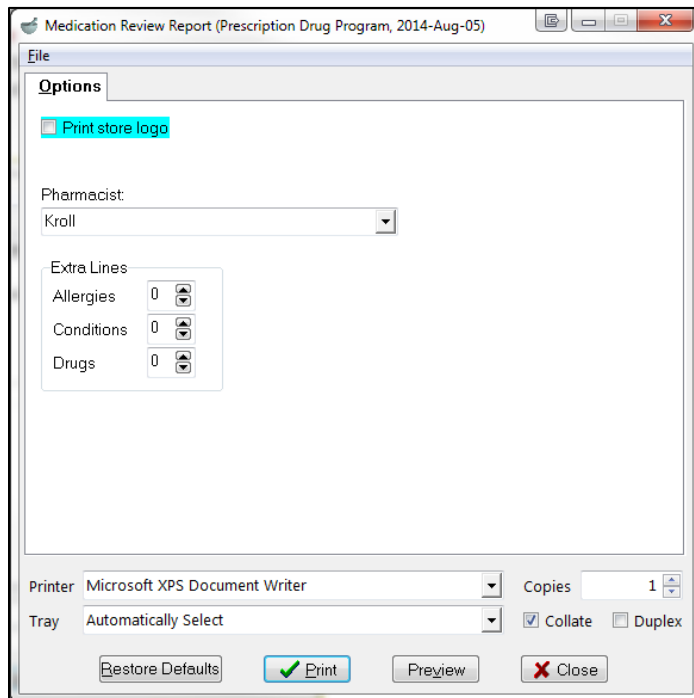 Medication Review Report (Prescription Drug Program, 2014-Aug-05)
File
Options
Print store logo
Pharmacist:
Kroll
Extra Lines
Allergies 0
Conditions 0
Drugs 0
Printer Microsoft XPS Document Writer Copies 1
Tray Automatically Select Collate Duplex
Restore Defaults Print Preview Close